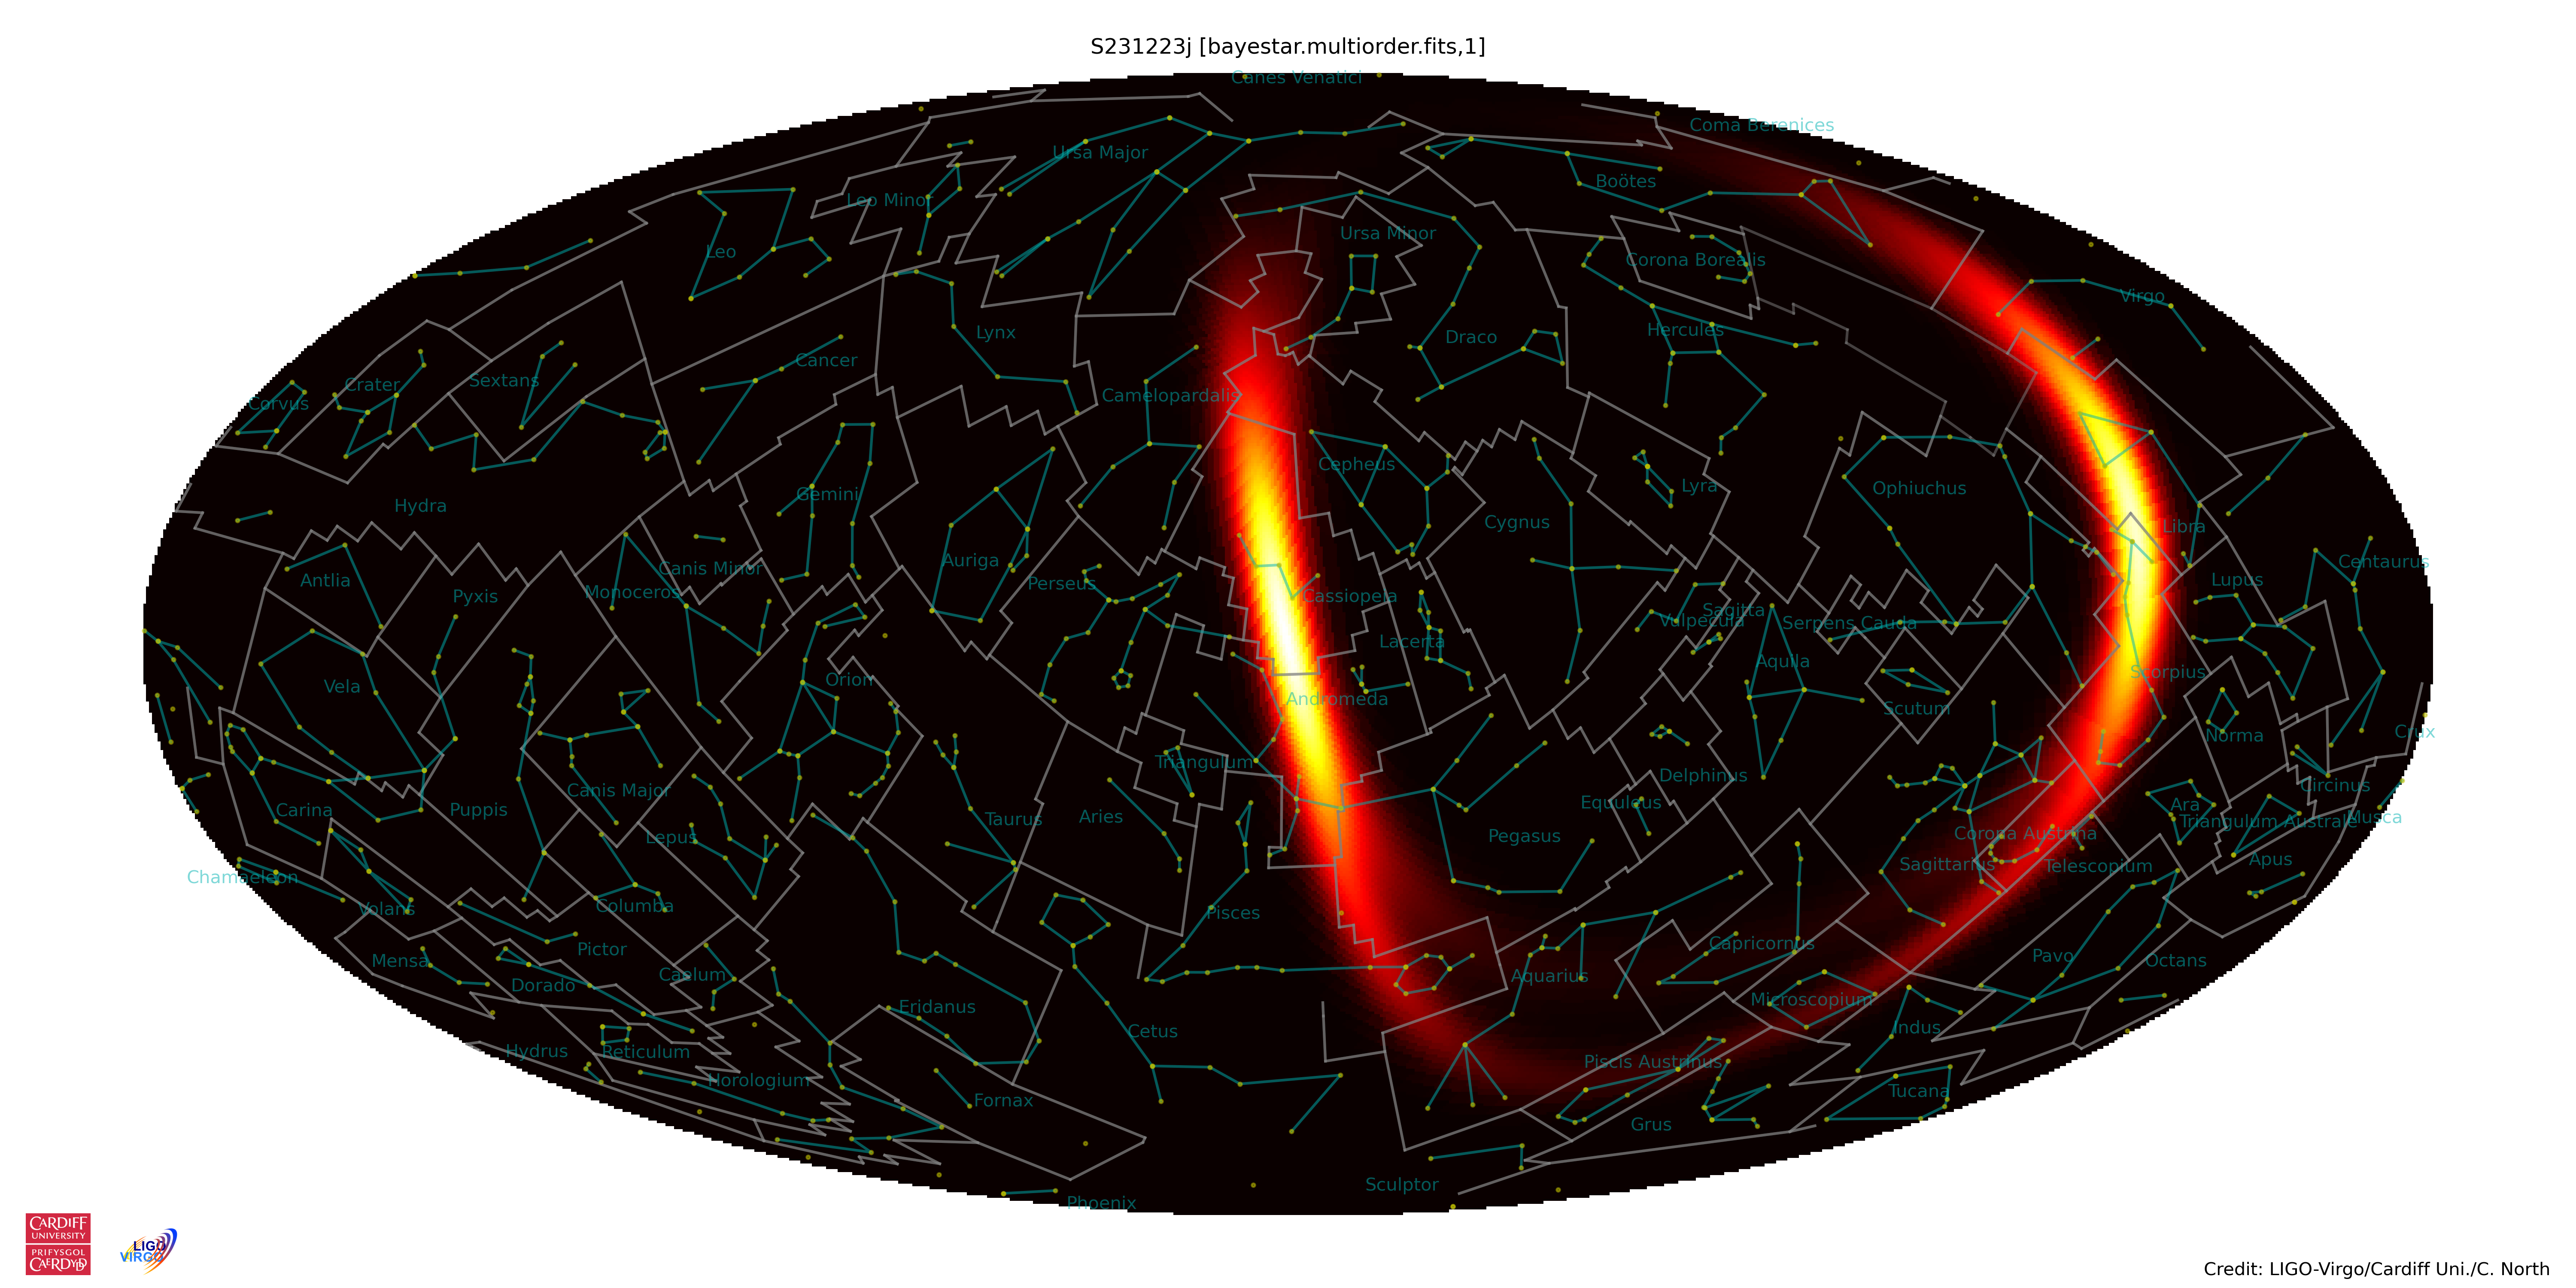 S231223j [bayestar.multiorder.fits,1]
Canes Venatici
Coma Berenices
Ursa Major
Boötes
Leo Minor
Ursa Minor
Leo
Corona Borealis
Virgo
Lynx
Hercules
Draco
Cancer
Sextans
Crater
Camelopardalis
Corvus
Cepheus
Gemini
Lyra
Ophiuchus
Hydra
Cygnus
Libra
Auriga
Centaurus
Canis Minor
Antlia
Perseus
Lupus
Monoceros
Pyxis
Cassiopeia
Sagitta
Vulpecula
Serpens Cauda
Lacerta
Aquila
Scorpius
Orion
Vela
Andromeda
Scutum
Crux
Norma
Triangulum
Delphinus
Circinus
Canis Major
Equuleus
Ara
Carina
Puppis
Taurus
Aries
Triangulum Australe
Musca
Corona Austrina
Lepus
Pegasus
Apus
Sagittarius
Telescopium
Chamaeleon
Volans
Columba
Pisces
Capricornus
Pictor
Pavo
Mensa
Octans
Caelum
Aquarius
Dorado
Microscopium
Eridanus
Indus
Cetus
Hydrus
Reticulum
Piscis Austrinus
Horologium
Tucana
Fornax
Grus
Sculptor
Phoenix
CARDIFF
UNIVERSITY
PRIFYSGOL
CAERDYDD
LIGO
VIRGO
Credit: LIGO-Virgo/Cardiff Uni./C. North